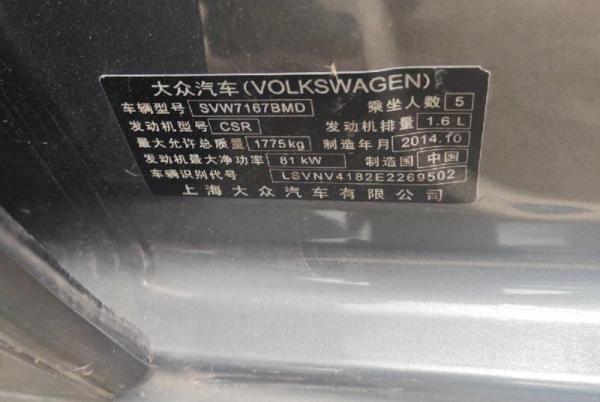 大众汽车(VOLKSWAGEN)
车辆型号 SVW7167BMD 乘坐人数 5
发动机型号 CSR 发动机排量 1.6 L
最大允许总质量 1775kg 制造年月 2014.10
发动机最大净功率 81 kW 制造国 中国
车辆识别代号 LSVNV4182E2269502
上海大众汽车有限公司